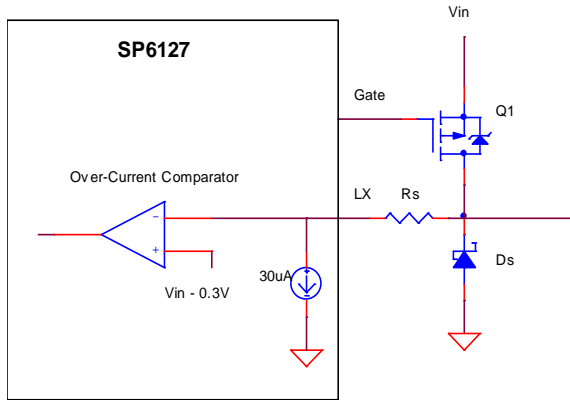 Vin
SP6127
Gate
Q1
Over-Current Comparator
LX
Rs
-
+
30uA
Vin - 0.3V
Ds